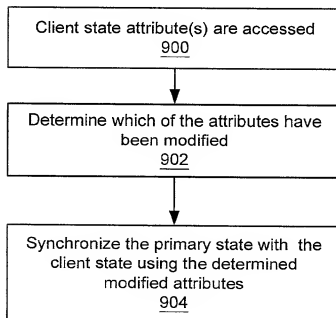 Client state attribute(s) are accessed
900
Determine which of the attributes have
been modified
902
Synchronize the primary state with the
client state using the determined
modified attributes
904